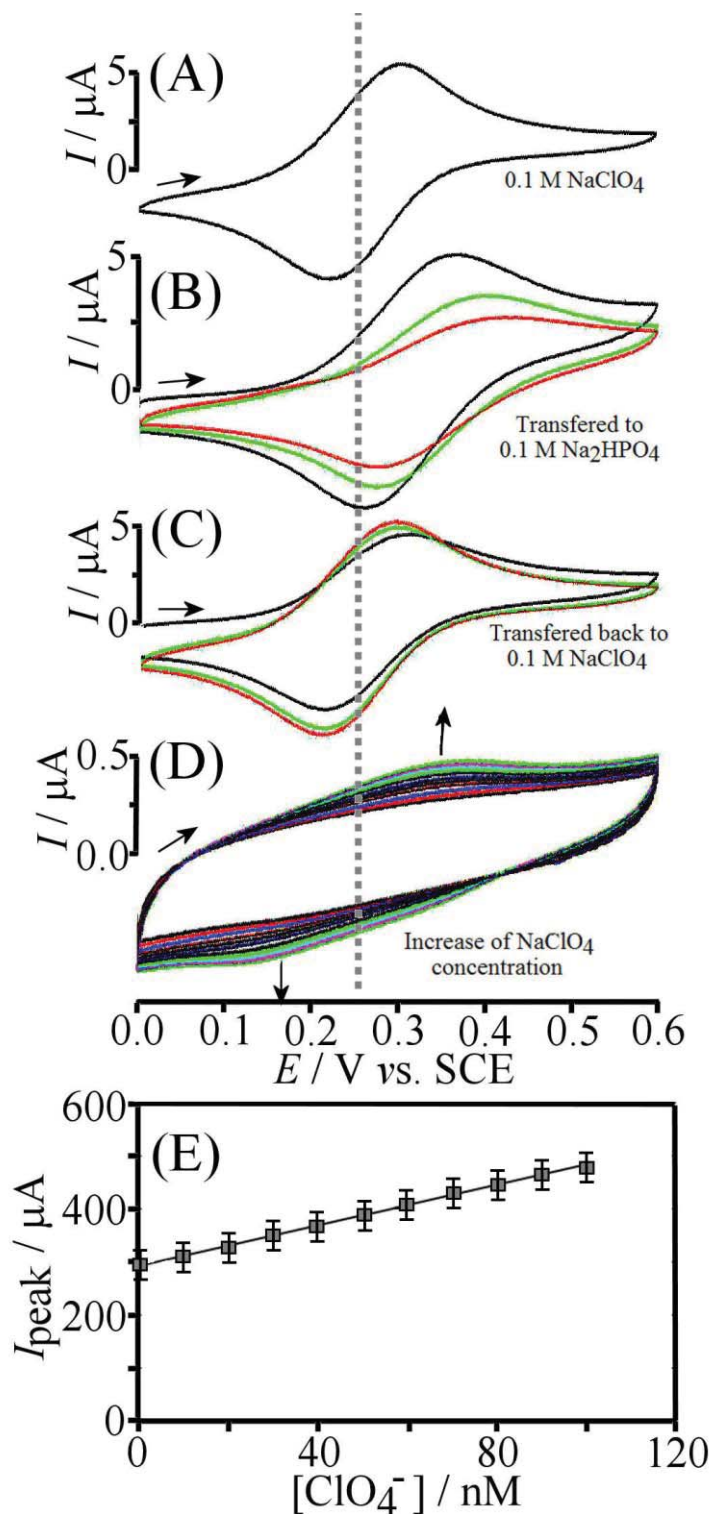 (A)
I / μA
5
0
0.1 M NaClO4
(B)
I / μA
5
0
Transfered to
0.1 M Na2HPO4
(C)
I / μA
5
0
Transfered back to
0.1 M NaClO4
(D)
I / μA
0.5
0.0
Increase of NaClO4
concentration
0.0 0.1 0.2 0.3 0.4 0.5 0.6
E / V vs. SCE
(E)
Ipeak / μA
600
400
200
0
0 40 80 120
[ClO4-] / nM